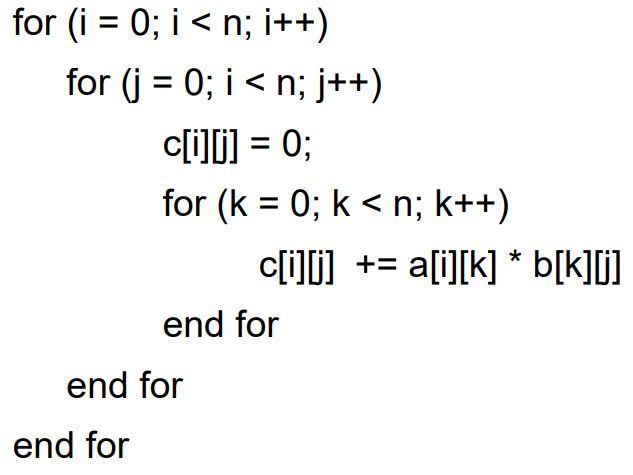 for (i = 0; i < n; i++)
for (j = 0; i < n; j++)
c[i][j] = 0;
for (k = 0; k < n; k++)
c[i][j] += a[i][k] * b[k][j]
end for
end for
end for